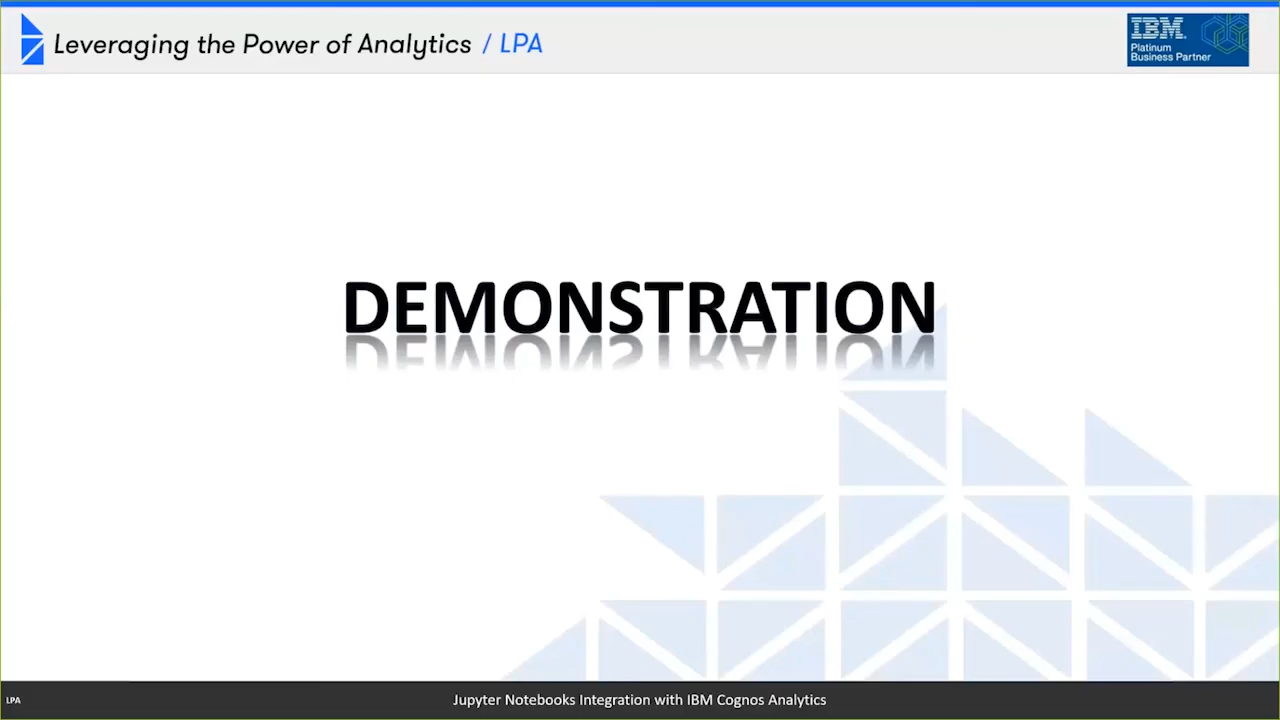 Leveraging the Power of Analytics / LPA
IBM
Platinum
Business Partner
DEMONSTRATION
LPA
Jupyter Notebooks Integration with IBM Cognos Analytics